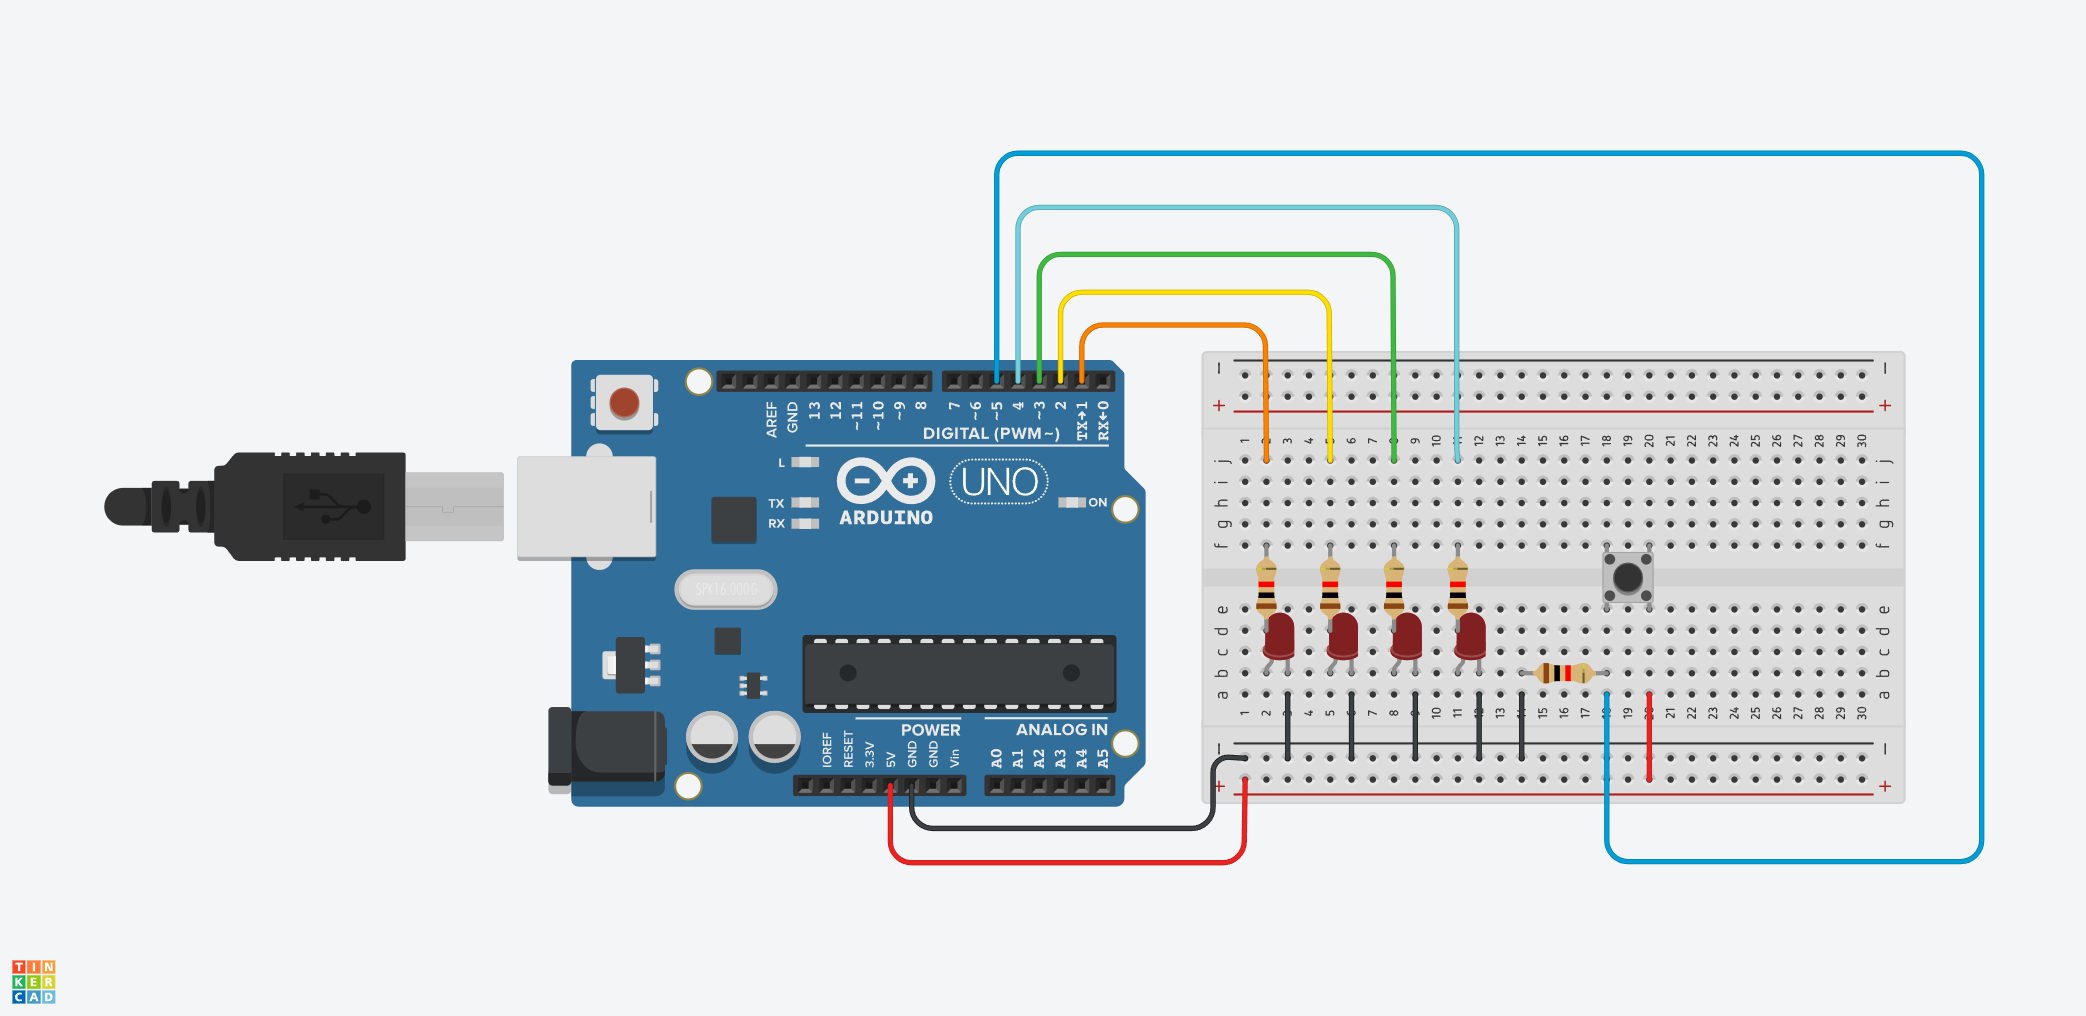 AREF
GND
13
12
~11
~10
~9
8
7
~6
~5
4
~3
2
TX→1
RX←0
DIGITAL (PWM~)
L
TX
RX
ARDUINO
UNO
ON
SPK16.000G
POWER
ANALOG IN
IOREF
RESET
3.3V
5V
GND
GND
Vin
A0
A1
A2
A3
A4
A5
− −
+ +
1 2 3 4 5 6 7 8 9 10 11 12 13 14 15 16 17 18 19 20 21 22 23 24 25 26 27 28 29 30
j j
i i
h h
g g
f f
e e
d d
c c
b b
a a
1 2 3 4 5 6 7 8 9 10 11 12 13 14 15 16 17 18 19 20 21 22 23 24 25 26 27 28 29 30
− −
+ +
TIN
KER
CAD